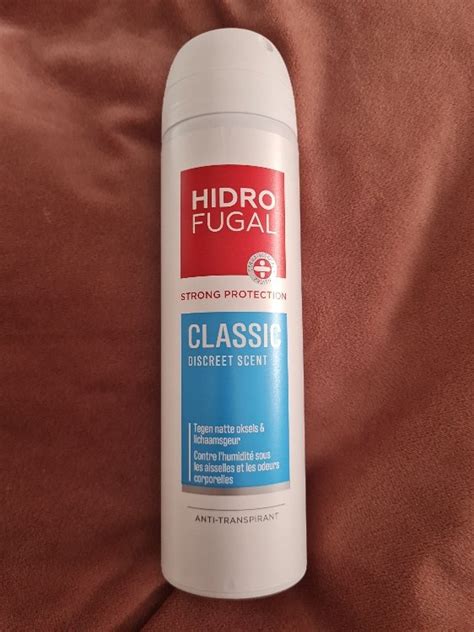 HIDRO
FUGAL
STRONG PROTECTION
CLASSIC
DISCREET SCENT
Tegen natte oksels &
lichaamsgeur
Contre l'humidité sous
les aisselles et les odeurs
corporelles
ANTI-TRANSPIRANT